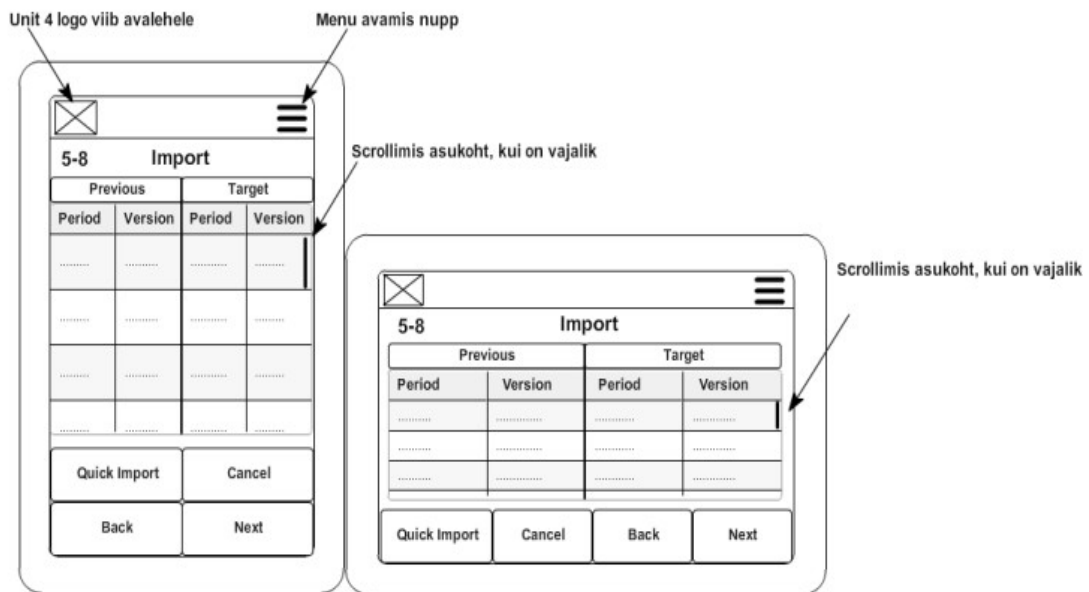 Unit 4 logo viib avalehele
Menu avamis nupp
5-8 Import
Previous Target
Period Version Period Version
......... .......... ........... .........
.......... .......... ........... .........
.......... .......... ........... .........
......... .......... ........... .........
Quick Import Cancel
Back Next
Scrollimis asukoht, kui on vajalik
5-8 Import
Previous Target
Period Version Period Version
.......... ............. ............ .............
.......... ............. ............ .............
.......... ............. ............ .............
Quick Import Cancel Back Next
Scrollimis asukoht, kui on vajalik